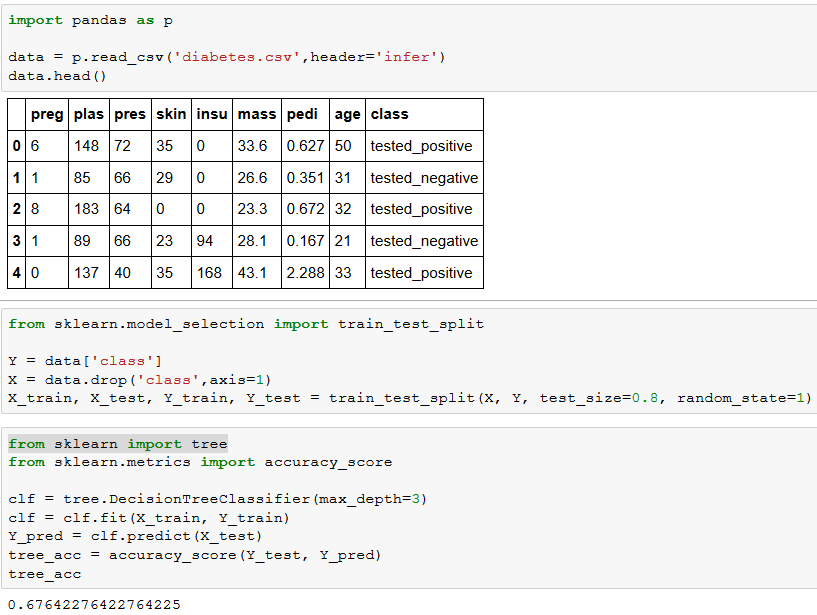 import pandas as p
data = p.read_csv('diabetes.csv',header='infer')
data.head()
preg plas pres skin insu mass pedi age class
0 6 148 72 35 0 33.6 0.627 50 tested_positive
1 1 85 66 29 0 26.6 0.351 31 tested_negative
2 8 183 64 0 0 23.3 0.672 32 tested_positive
3 1 89 66 23 94 28.1 0.167 21 tested_negative
4 0 137 40 35 168 43.1 2.288 33 tested_positive
from sklearn.model_selection import train_test_split
Y = data['class']
X = data.drop('class',axis=1)
X_train, X_test, Y_train, Y_test = train_test_split(X, Y, test_size=0.8, random_state=1)
from sklearn import tree
from sklearn.metrics import accuracy_score
clf = tree.DecisionTreeClassifier(max_depth=3)
clf = clf.fit(X_train, Y_train)
Y_pred = clf.predict(X_test)
tree_acc = accuracy_score(Y_test, Y_pred)
tree_acc
0.67642276422764225